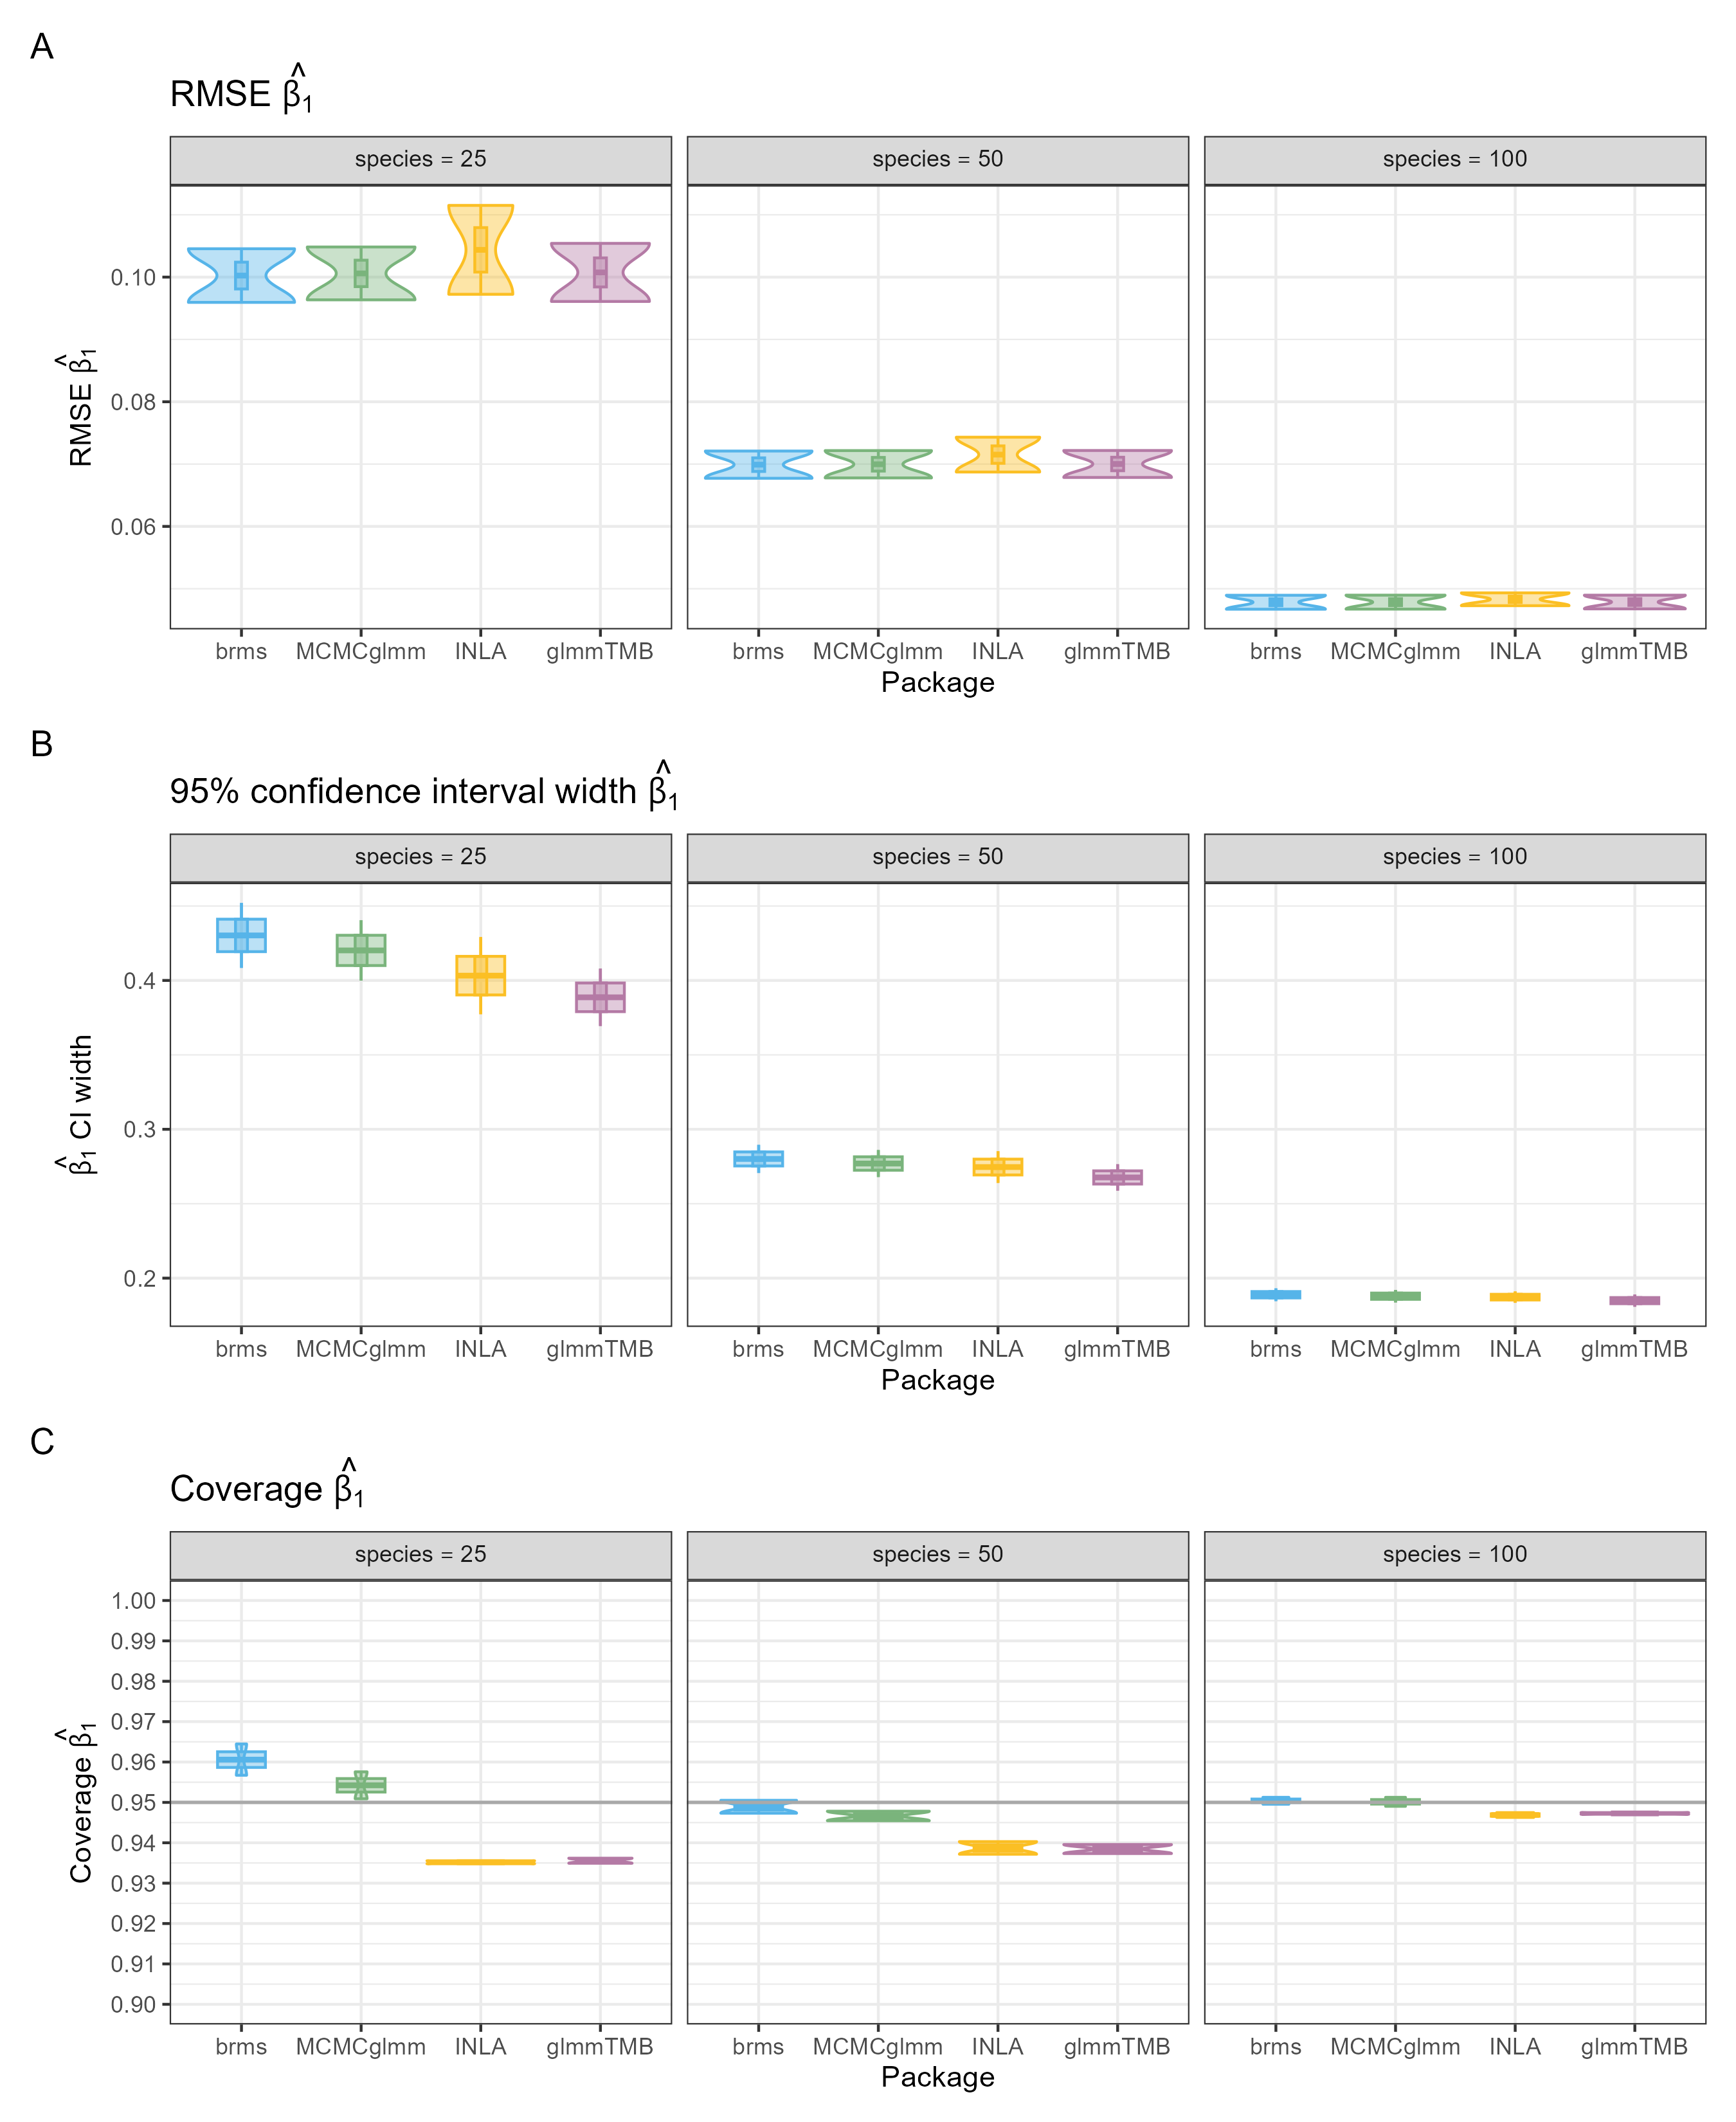 A
RMSE β̂₁
species = 25
species = 50
species = 100
RMSE β̂₁
0.10
0.08
0.06
brms MCMCglmm INLA glmmTMB
brms MCMCglmm INLA glmmTMB
brms MCMCglmm INLA glmmTMB
Package
B
95% confidence interval width β̂₁
species = 25
species = 50
species = 100
β̂₁ CI width
0.4
0.3
0.2
brms MCMCglmm INLA glmmTMB
brms MCMCglmm INLA glmmTMB
brms MCMCglmm INLA glmmTMB
Package
C
Coverage β̂₁
species = 25
species = 50
species = 100
Coverage β̂₁
1.00
0.99
0.98
0.97
0.96
0.95
0.94
0.93
0.92
0.91
0.90
brms MCMCglmm INLA glmmTMB
brms MCMCglmm INLA glmmTMB
brms MCMCglmm INLA glmmTMB
Package